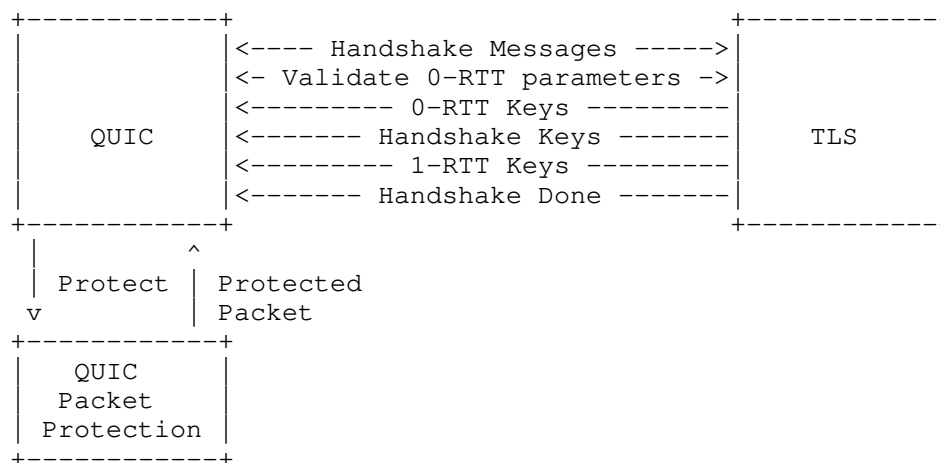 <---- Handshake Messages ----->
<- Validate 0-RTT parameters ->
<--------- 0-RTT Keys ---------
QUIC <------- Handshake Keys ------- TLS
<--------- 1-RTT Keys ---------
<------- Handshake Done -------
Protect Protected
v Packet
QUIC
Packet
Protection